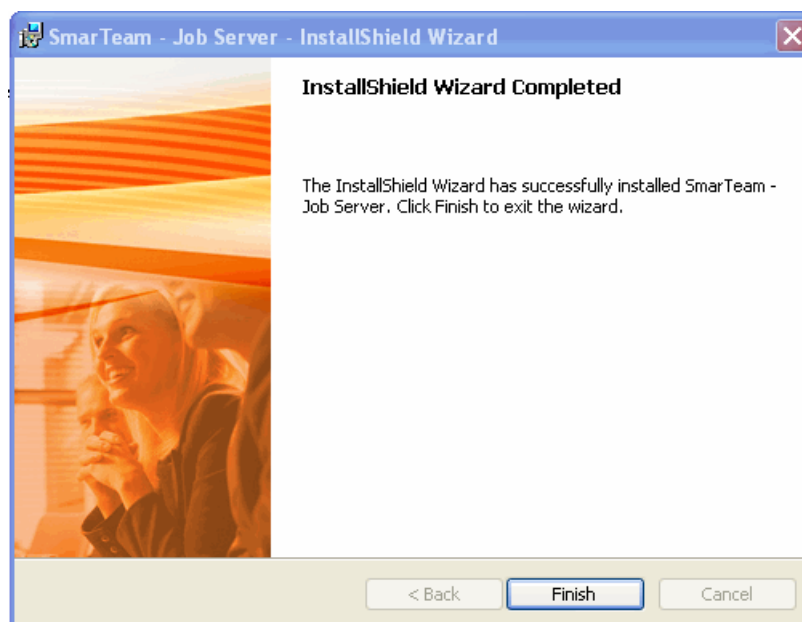 SmarTeam - Job Server - InstallShield Wizard
InstallShield Wizard Completed
The InstallShield Wizard has successfully installed SmarTeam -
Job Server. Click Finish to exit the wizard.
< Back
Finish
Cancel